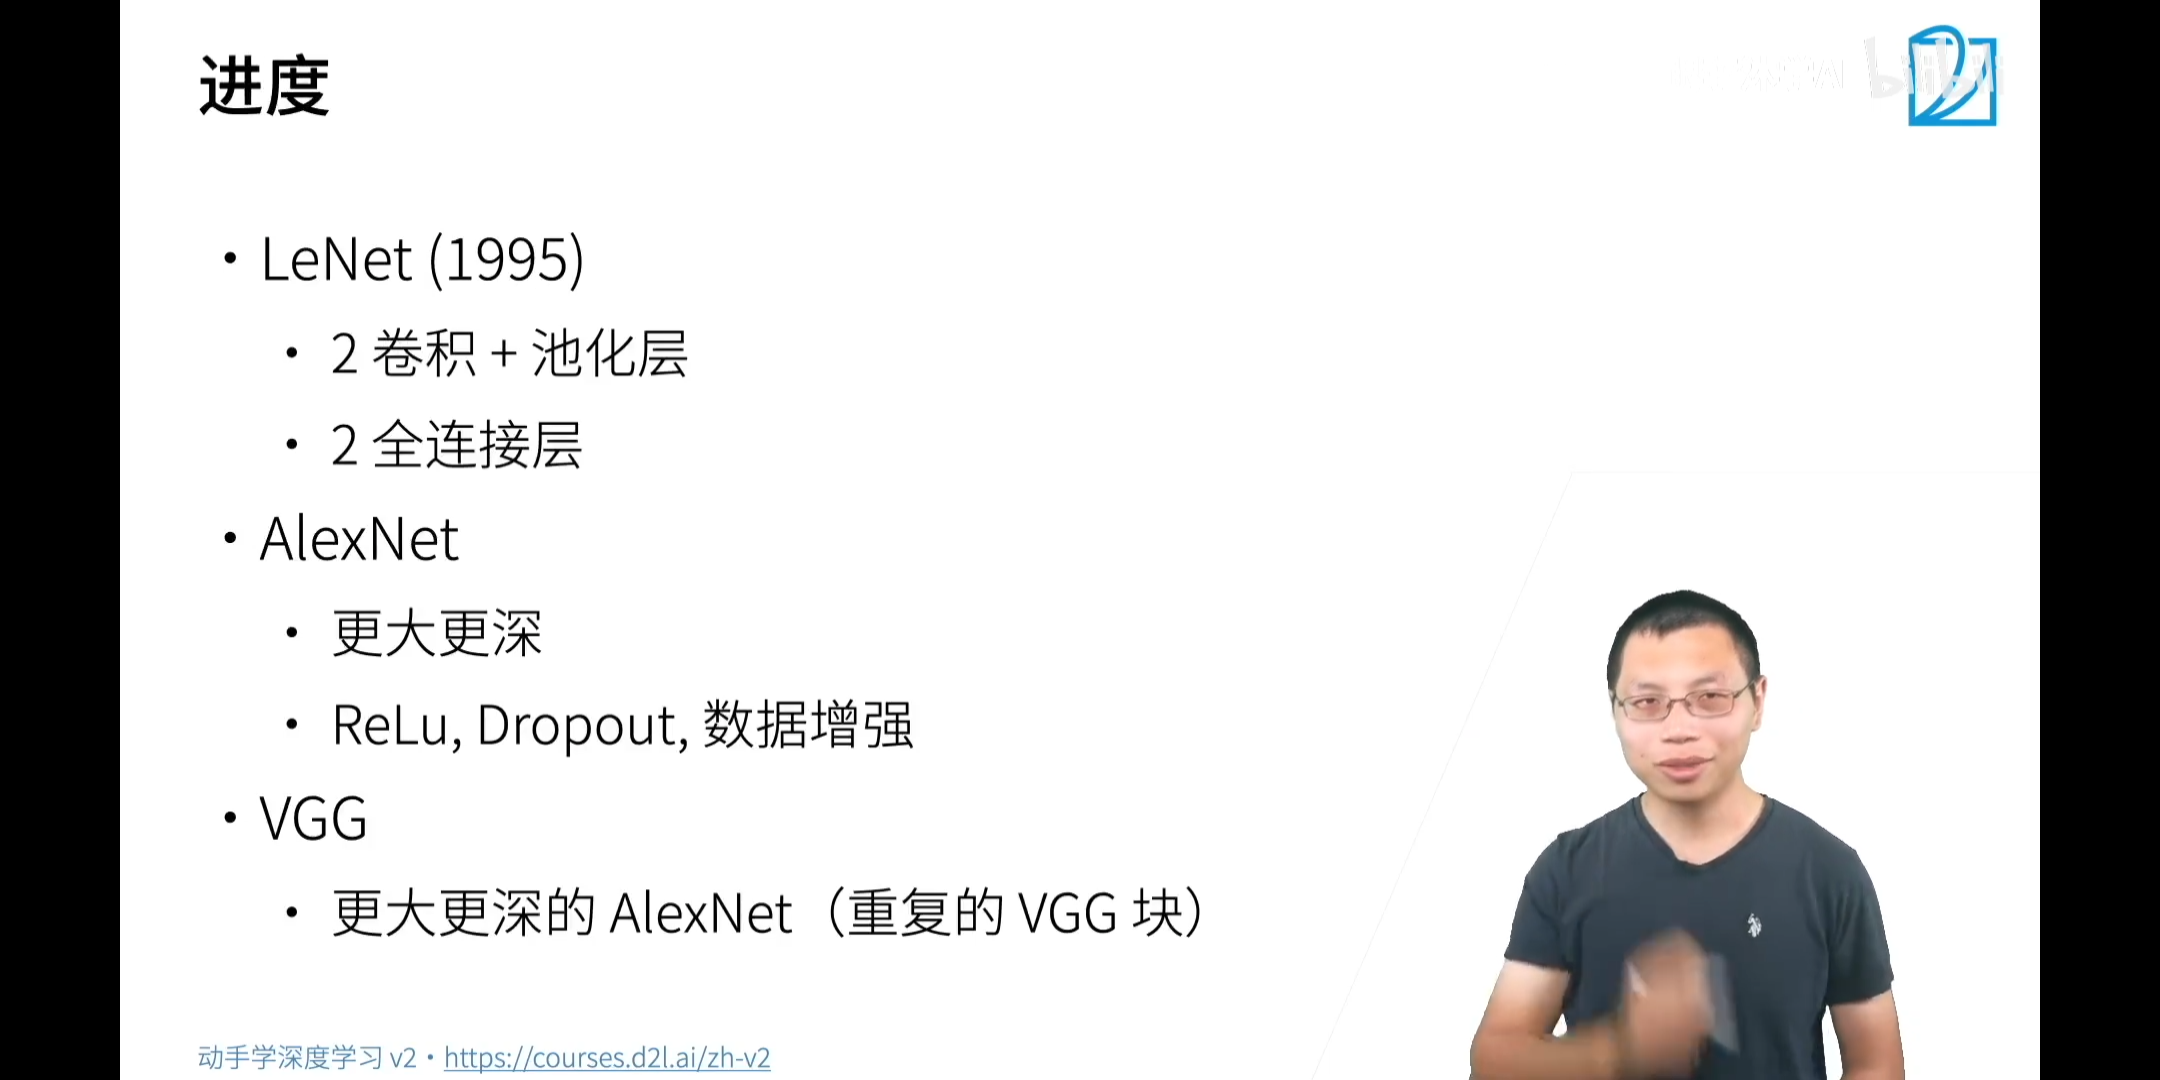 进度
• LeNet (1995)
• 2 卷积 + 池化层
• 2 全连接层
• AlexNet
• 更大更深
• ReLu, Dropout, 数据增强
• VGG
• 更大更深的 AlexNet（重复的 VGG 块）
动手学深度学习 v2 • https://courses.d2l.ai/zh-v2
bilibili